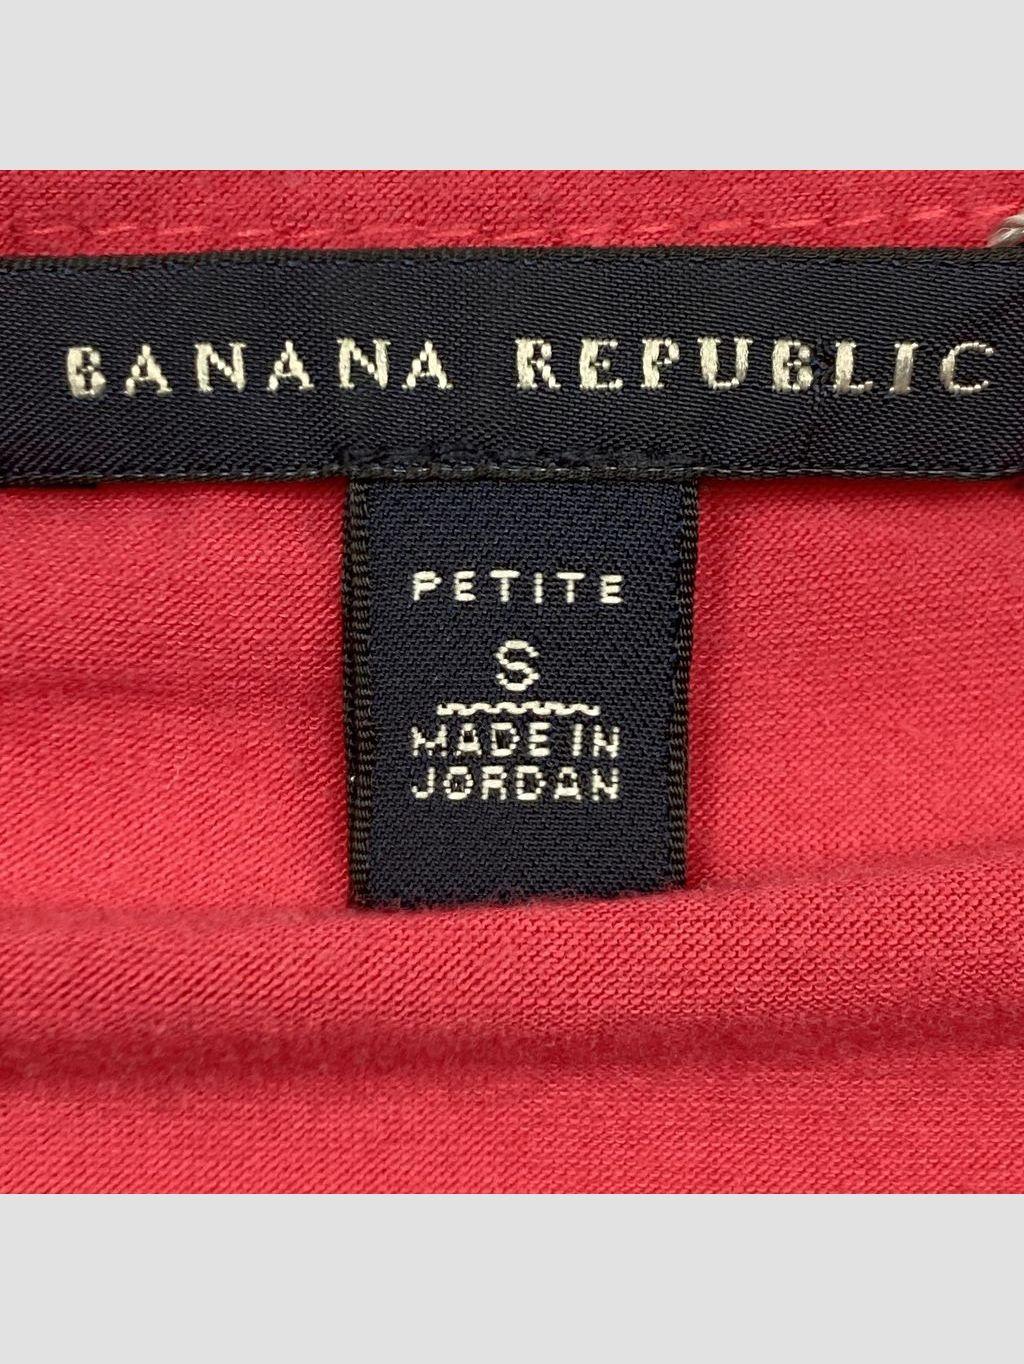 BANANA REPUBLIC
PETITE
S
MADE IN
JORDAN